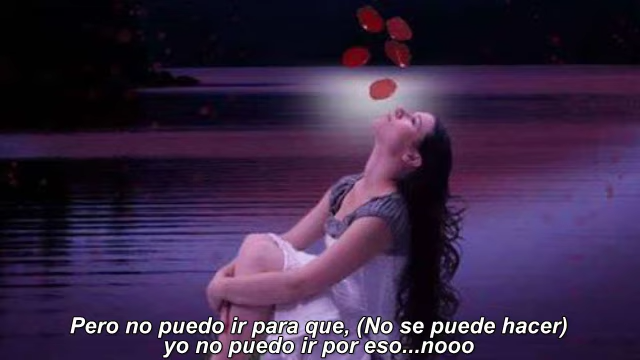 Pero no puedo ir para que, (No se puede hacer)
yo no puedo ir por eso...nooo